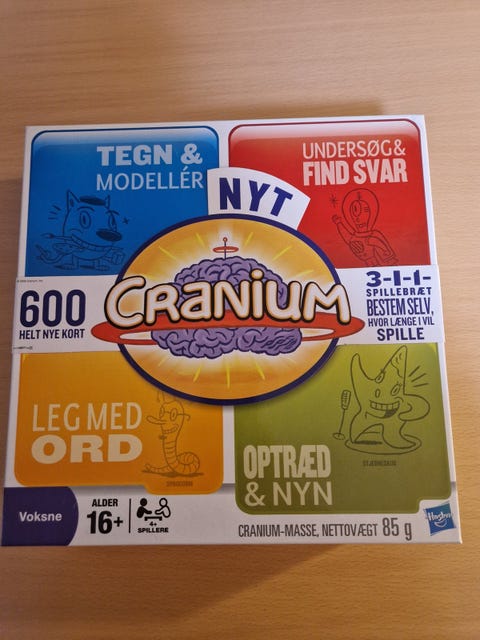 TEGN &
MODELLÉR
UNDERSØG &
FIND SVAR
NYT
CRANIUM
600
HELT NYE KORT
3-I-I-
SPILLEBRÆT
BESTEM SELV,
HVOR LÆNGE I VIL
SPILLE
LEG MED
ORD
OPTRÆD
& NYN
STJERNESKUD
Voksne
ALDER
16+
4+
SPILLERE
CRANIUM-MASSE, NETTOVÆGT 85 g
Hasbro